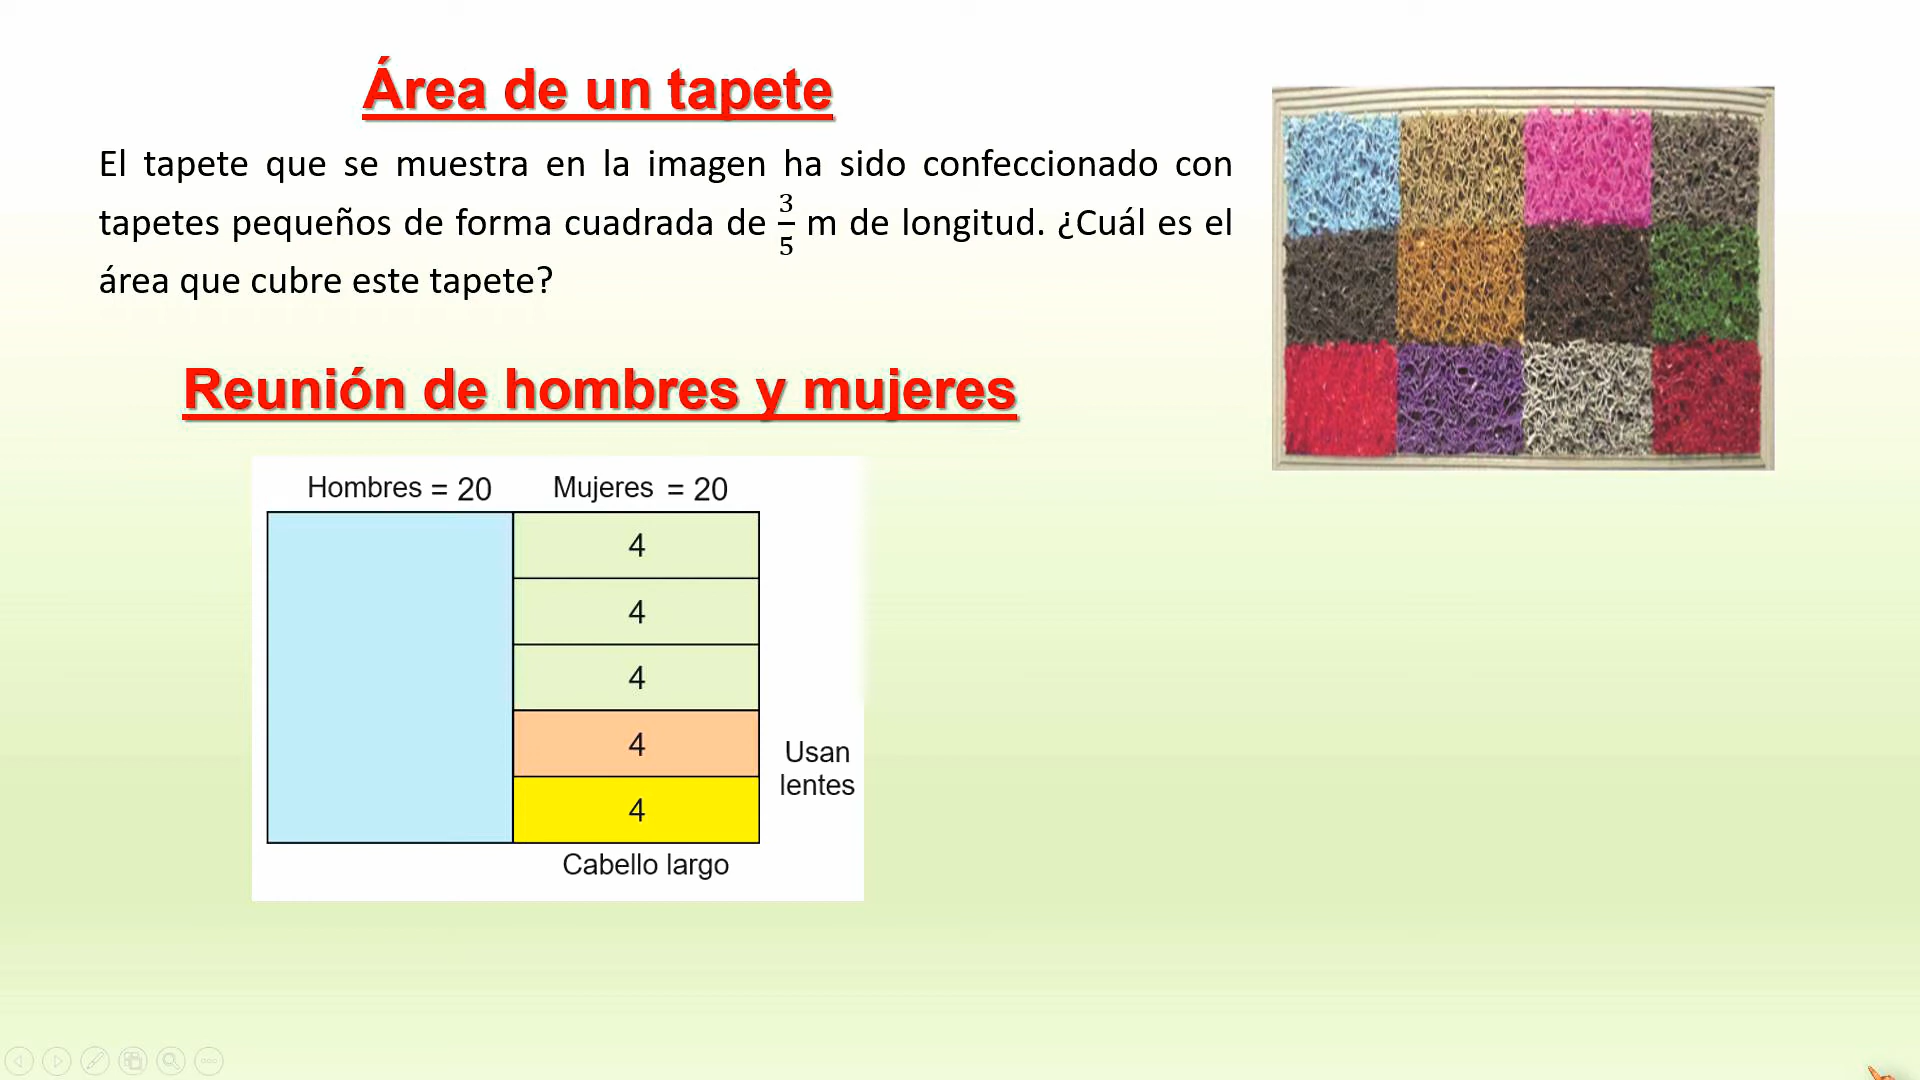 Área de un tapete
El tapete que se muestra en la imagen ha sido confeccionado con
tapetes pequeños de forma cuadrada de 3/5 m de longitud. ¿Cuál es el
área que cubre este tapete?
Reunión de hombres y mujeres
Hombres = 20 Mujeres = 20
4
4
4
4
Usan
lentes
4
Cabello largo